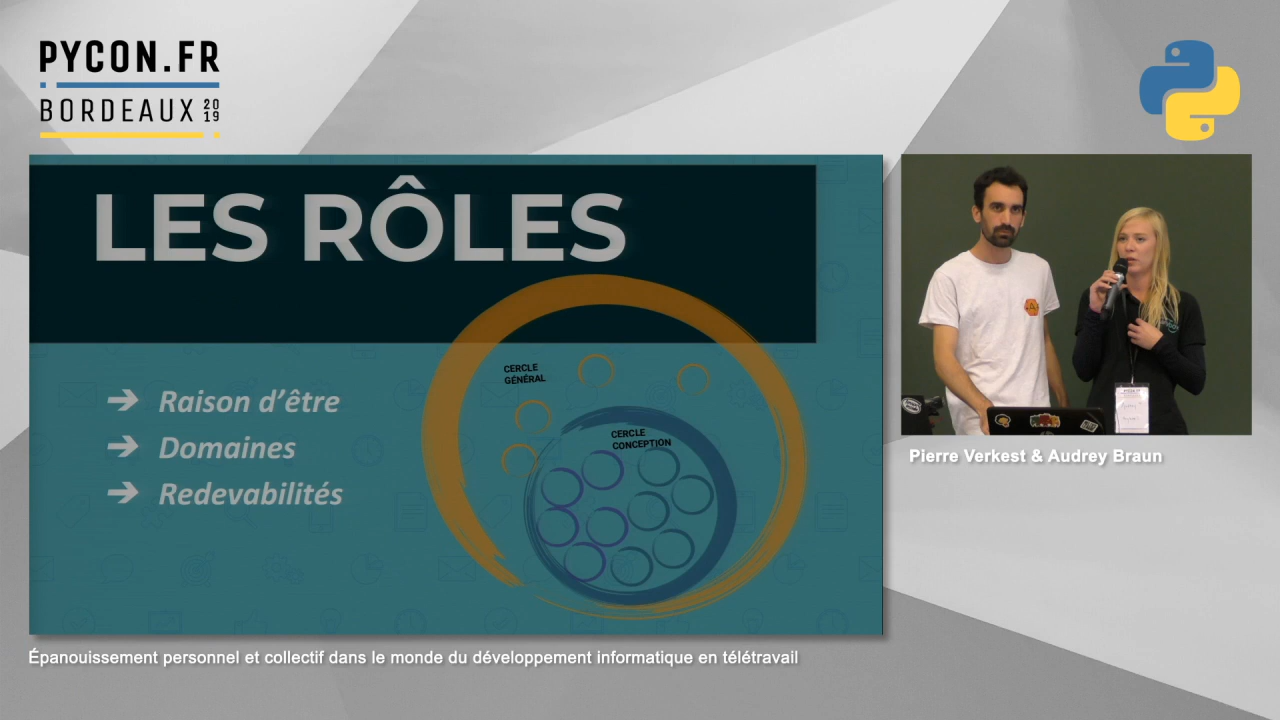 PYCON.FR
BORDEAUX 2019
LES RÔLES
CERCLE
GÉNÉRAL
CERCLE
CONCEPTION
➔ Raison d'être
➔ Domaines
➔ Redevabilités
Pierre Verkest & Audrey Braun
Épanouissement personnel et collectif dans le monde du développement informatique en télétravail